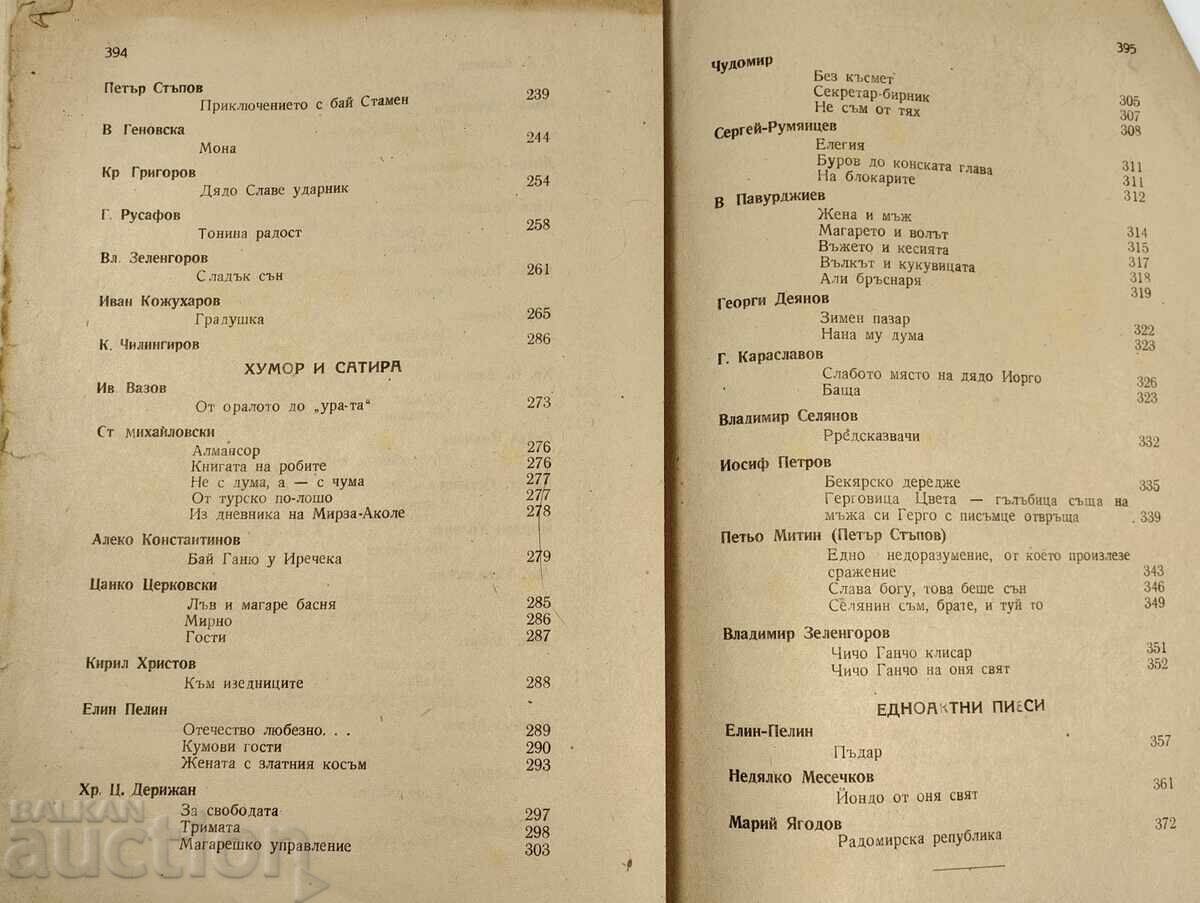 394
Петър Стъпов
Приключението с бай Стамен 239
В Геновска
Мона 244
Кр Григоров
Дядо Славе ударник 254
Г. Русафов
Тонина радост 258
Вл. Зеленгоров
Сладък сън 261
Иван Кожухаров
Градушка 265
К. Чилингиров 286
ХУМОР И САТИРА
Ив. Вазов
От оралото до „ура-та“ 273
Ст михайловски
Алмансор 276
Книгата на робите 276
Не с дума, а — с чума 277
От турско по-лошо 277
Из дневника на Мирза-Аколе 278
Алеко Константинов
Бай Ганю у Иречека 279
Цанко Церковски
Лъв и магаре басня 285
Мирно 286
Гости 287
Кирил Христов
Към изедниците 288
Елин Пелин
Отечество любезно. . . 289
Кумови гости 290
Жената с златния косъм 293
Хр. Ц. Дерижан
За свободата 297
Тримата 298
Магарешко управление 303
395
Чудомир
Без късмет 305
Секретар-бирник 307
Не съм от тях 308
Сергей-Румянцев
Елегия 311
Буров до конската глава 311
На блокарите 312
В Павурджиев
Жена и мъж 314
Магарето и волът 315
Въжето и кесията 317
Вълкът и кукувицата 318
Али бръснаря 319
Георги Деянов
Зимен пазар 322
Нана му дума 323
Г. Караславов
Слабото място на дядо Иорго 326
Баща 323
Владимир Селянов
Рредсказвачи 332
Иосиф Петров
Бекярско дередже 335
Герговица Цвета — гълъбица съща на
мъжа си Герго с писъмце отвръща . 339
Петьо Митин (Петър Стъпов)
Едно недоразумение, от което произлезе
сражение 343
Слава богу, това беше сън 346
Селянин съм, брате, и туй то 349
Владимир Зеленгоров
Чичо Ганчо клисар 351
Чичо Ганчо на оня свят 352
ЕДНОАКТНИ ПИЕСИ
Елин-Пелин
Пъдар 357
Недялко Месечков
Йондо от оня свят 361
Марий Ягодов
Радомирска република 372
BALKAN
auction